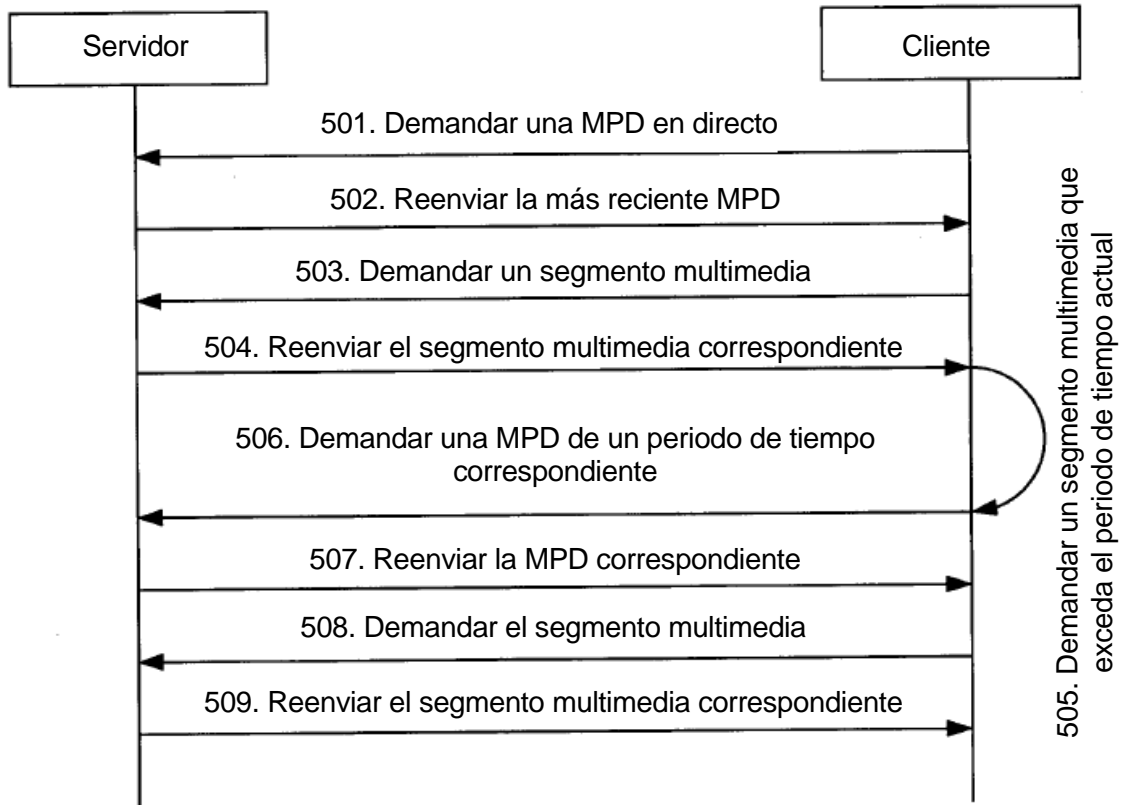 Servidor
Cliente
501. Demandar una MPD en directo
502. Reenviar la más reciente MPD
503. Demandar un segmento multimedia
504. Reenviar el segmento multimedia correspondiente
505. Demandar un segmento multimedia que
exceda el periodo de tiempo actual
506. Demandar una MPD de un periodo de tiempo
correspondiente
507. Reenviar la MPD correspondiente
508. Demandar el segmento multimedia
509. Reenviar el segmento multimedia correspondiente